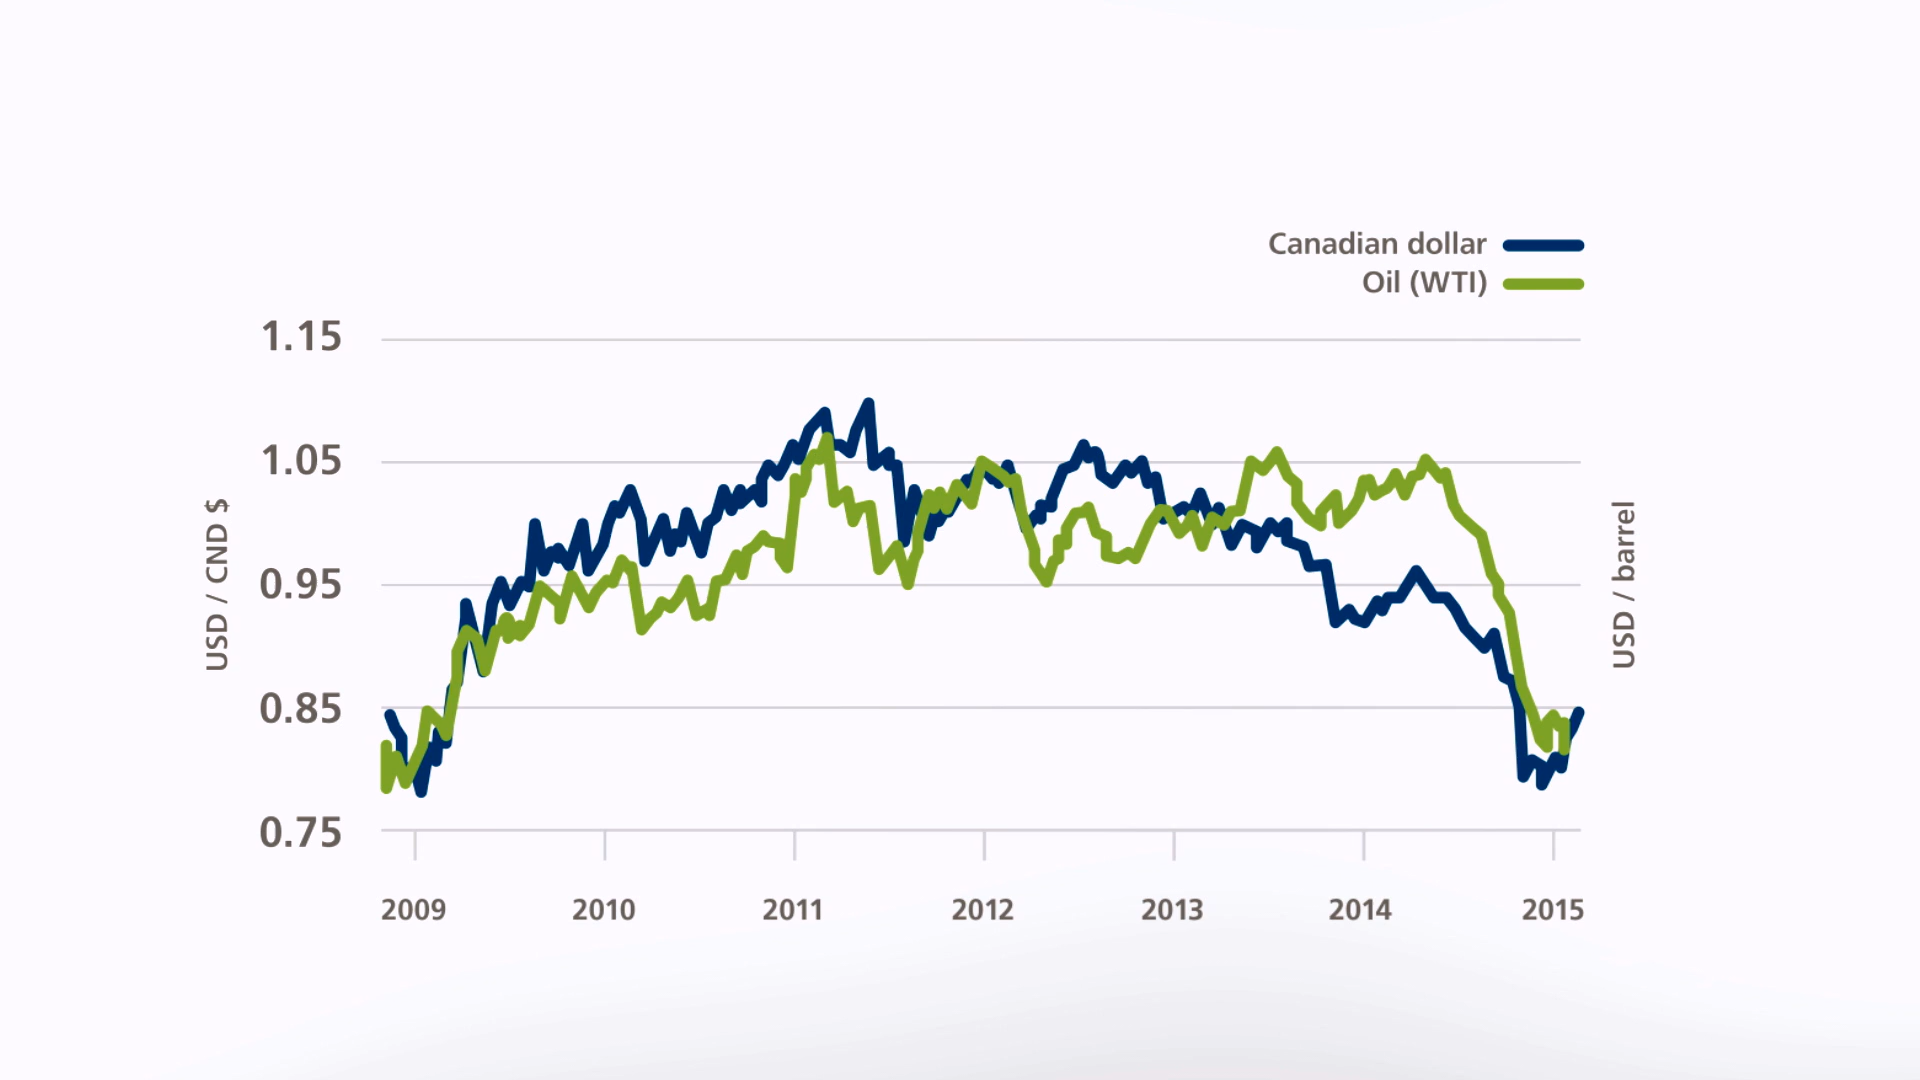 Canadian dollar
Oil (WTI)
1.15
1.05
0.95
0.85
0.75
USD / CND $
USD / barrel
2009 2010 2011 2012 2013 2014 2015